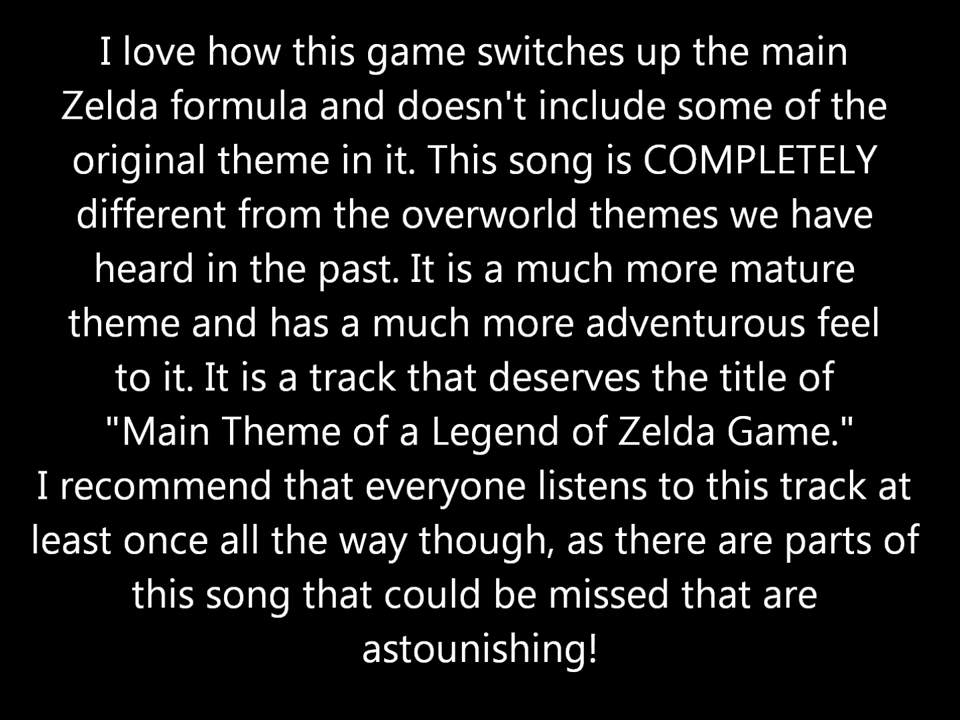 I love how this game switches up the main
Zelda formula and doesn't include some of the
original theme in it. This song is COMPLETELY
different from the overworld themes we have
heard in the past. It is a much more mature
theme and has a much more adventurous feel
to it. It is a track that deserves the title of
"Main Theme of a Legend of Zelda Game."
I recommend that everyone listens to this track at
least once all the way though, as there are parts of
this song that could be missed that are
astounishing!